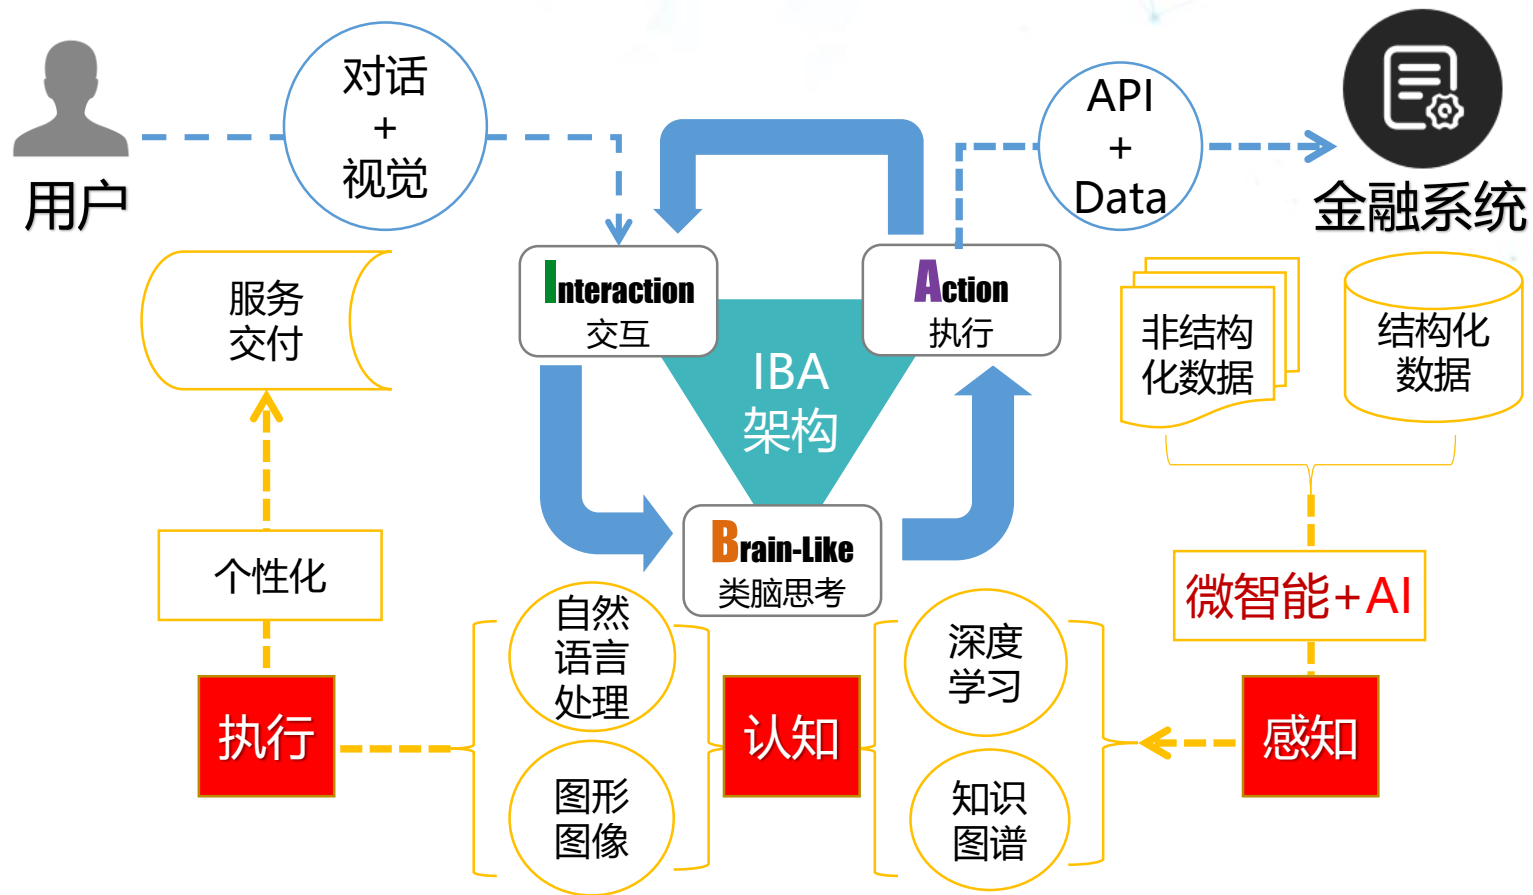 对话
+
视觉
用户
API
+
Data
金融系统
Interaction
交互
Action
执行
IBA
架构
Brain-Like
类脑思考
服务
交付
个性化
执行
自然
语言
处理
图形
图像
认知
深度
学习
知识
图谱
非结构
化数据
结构化
数据
微智能+AI
感知